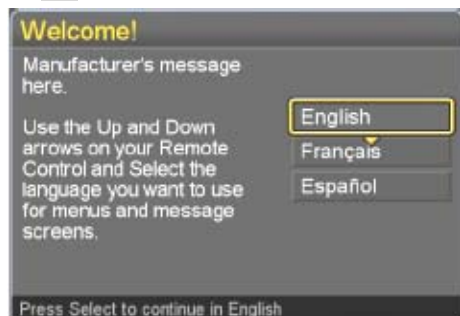 Welcome!
Manufacturer's message
here.
Use the Up and Down
arrows on your Remote
Control and Select the
language you want to use
for menus and message
screens.
English
Français
Español
Press Select to continue in English